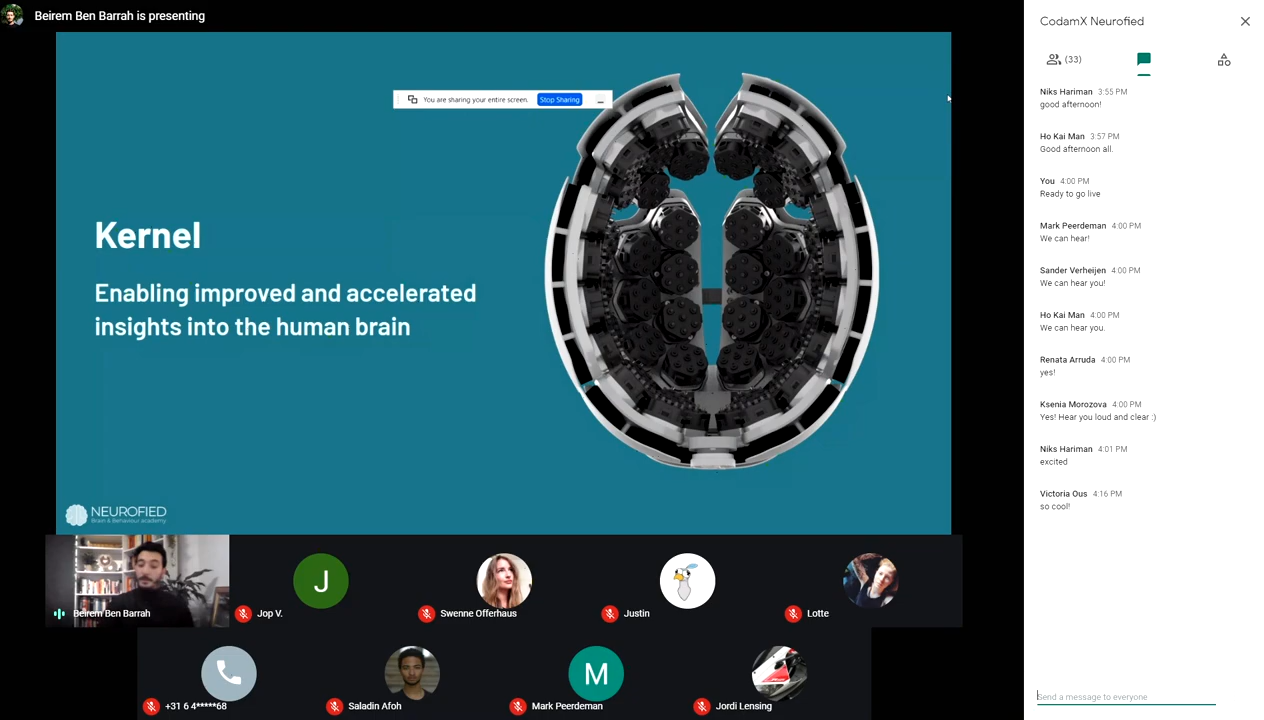 Beirem Ben Barrah is presenting
You are sharing your entire screen.
Stop Sharing
Kernel
Enabling improved and accelerated
insights into the human brain
NEUROFIED
Brain & Behaviour academy
Beirem Ben Barrah
J
Jop V.
Swenne Offerhaus
Justin
Lotte
+31 6 4*****68
Saladin Afoh
M
Mark Peerdeman
Jordi Lensing
CodamX Neurofied
(33)
Niks Hariman 3:55 PM
good afternoon!
Ho Kai Man 3:57 PM
Good afternoon all.
You 4:00 PM
Ready to go live
Mark Peerdeman 4:00 PM
We can hear!
Sander Verheijen 4:00 PM
We can hear you!
Ho Kai Man 4:00 PM
We can hear you.
Renata Arruda 4:00 PM
yes!
Ksenia Morozova 4:00 PM
Yes! Hear you loud and clear :)
Niks Hariman 4:01 PM
excited
Victoria Ous 4:16 PM
so cool!
Send a message to everyone